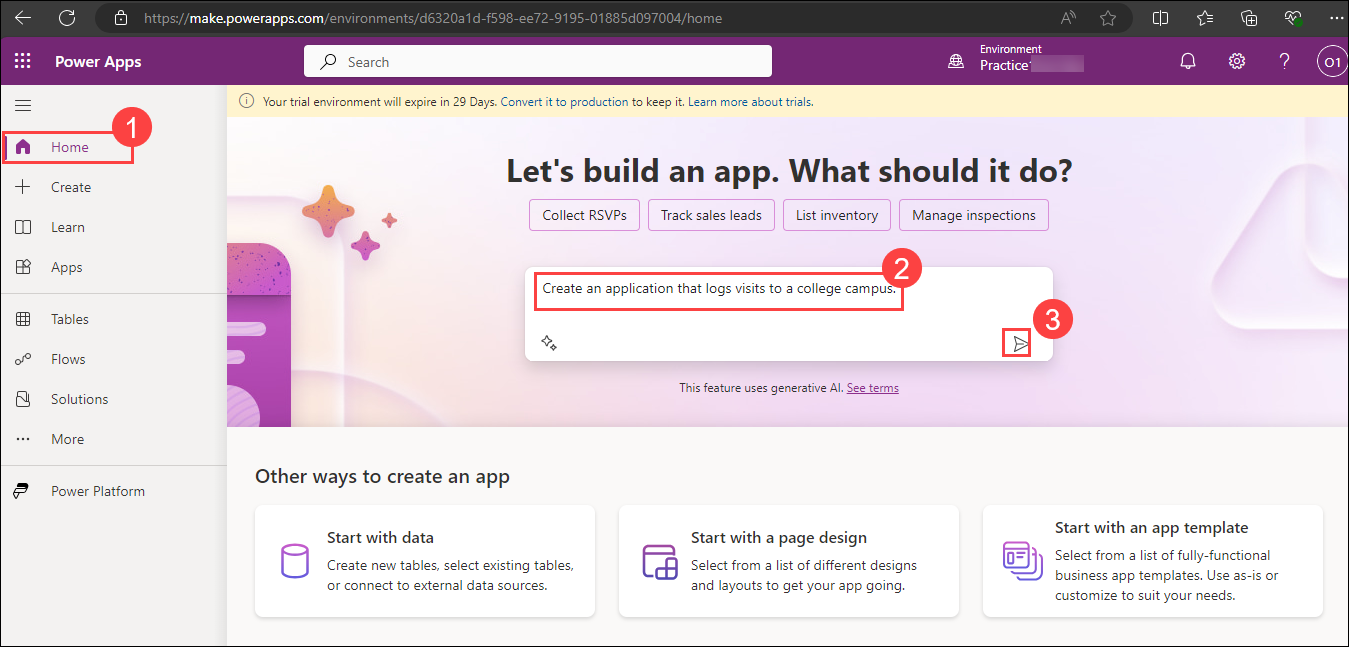 https://make.powerapps.com/environments/d6320a1d-f598-ee72-9195-01885d097004/home
Power Apps
Search
Environment
Practice
O1
Your trial environment will expire in 29 Days. Convert it to production to keep it. Learn more about trials.
1
Home
Create
Learn
Apps
Tables
Flows
Solutions
More
Power Platform
Let's build an app. What should it do?
Collect RSVPs Track sales leads List inventory Manage inspections
2
Create an application that logs visits to a college campus.
3
This feature uses generative AI. See terms
Other ways to create an app
Start with data
Create new tables, select existing tables,
or connect to external data sources.
Start with a page design
Select from a list of different designs
and layouts to get your app going.
Start with an app template
Select from a list of fully-functional
business app templates. Use as-is or
customize to suit your needs.